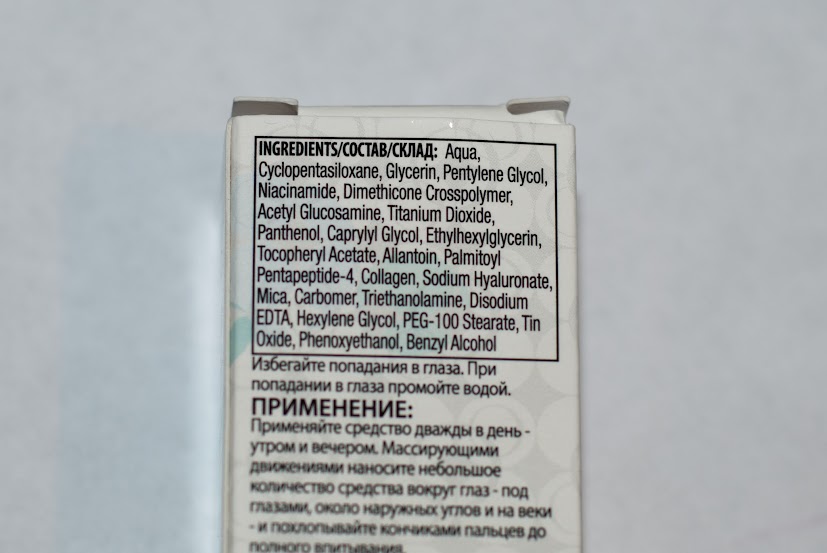 INGREDIENTS/СОСТАВ/СКЛАД: Aqua,
Cyclopentasiloxane, Glycerin, Pentylene Glycol,
Niacinamide, Dimethicone Crosspolymer,
Acetyl Glucosamine, Titanium Dioxide,
Panthenol, Caprylyl Glycol, Ethylhexylglycerin,
Tocopheryl Acetate, Allantoin, Palmitoyl
Pentapeptide-4, Collagen, Sodium Hyaluronate,
Mica, Carbomer, Triethanolamine, Disodium
EDTA, Hexylene Glycol, PEG-100 Stearate, Tin
Oxide, Phenoxyethanol, Benzyl Alcohol
Избегайте попадания в глаза. При
попадании в глаза промойте водой.
ПРИМЕНЕНИЕ:
Применяйте средство дважды в день -
утром и вечером. Массирующими
движениями наносите небольшое
количество средства вокруг глаз - под
глазами, около наружных углов и на веки
- и похлопывайте кончиками пальцев до
полного впитывания.